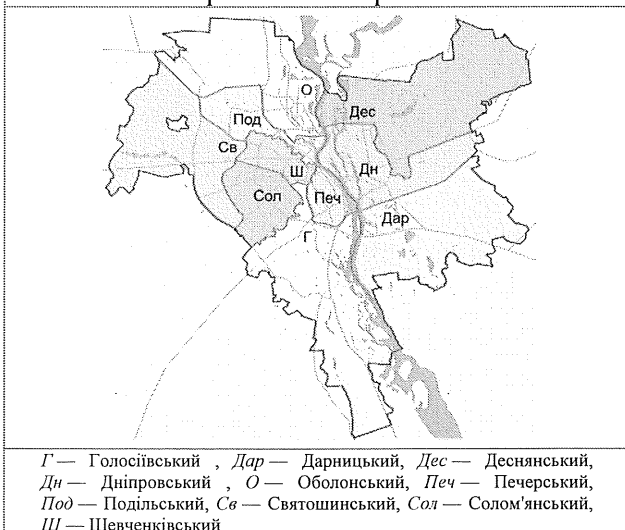 О
Дес
Под
Св
Ш
Дн
Сол
Печ
Дар
Г
Г — Голосіївський , Дар — Дарницький, Дес — Деснянський,
Дн — Дніпровський , О — Оболонський, Печ — Печерський,
Под — Подільський, Св — Святошинський, Сол — Солом'янський,
Ш — Шевченківський